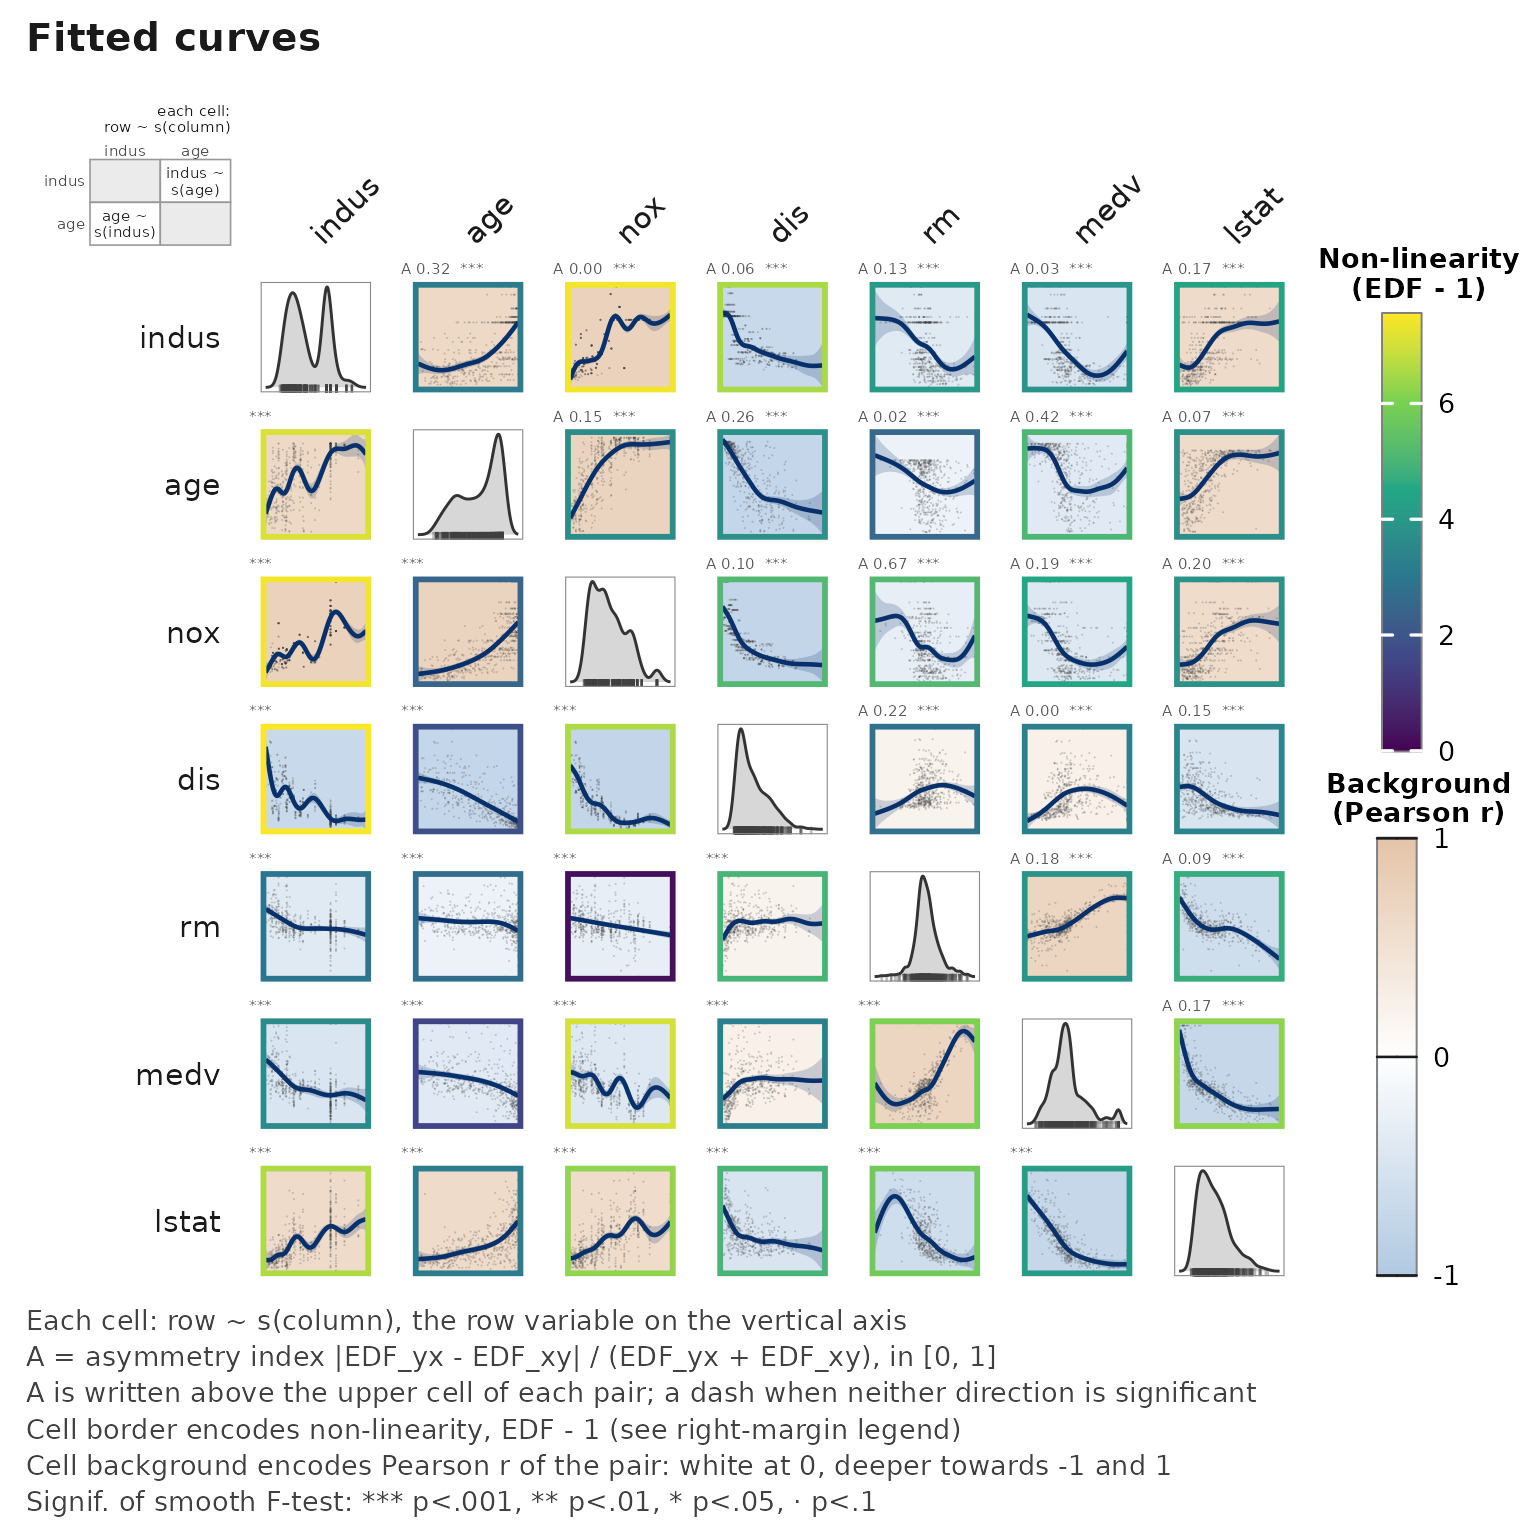 Fitted curves
each cell:
row ~ s(column)
indus age
indus
indus ~
s(age)
age
age ~
s(indus)
indus age nox dis rm medv lstat
A 0.32 *** A 0.00 *** A 0.06 *** A 0.13 *** A 0.03 *** A 0.17 ***
indus
*** A 0.15 *** A 0.26 *** A 0.02 *** A 0.42 *** A 0.07 ***
age
*** *** A 0.10 *** A 0.67 *** A 0.19 *** A 0.20 ***
nox
*** *** *** A 0.22 *** A 0.00 *** A 0.15 ***
dis
*** *** *** *** A 0.18 *** A 0.09 ***
rm
*** *** *** *** *** A 0.17 ***
medv
*** *** *** *** *** ***
lstat
Non-linearity
(EDF - 1)
6
4
2
0
Background
(Pearson r)
1
0
-1
Each cell: row ~ s(column), the row variable on the vertical axis
A = asymmetry index |EDF_yx - EDF_xy| / (EDF_yx + EDF_xy), in [0, 1]
A is written above the upper cell of each pair; a dash when neither direction is significant
Cell border encodes non-linearity, EDF - 1 (see right-margin legend)
Cell background encodes Pearson r of the pair: white at 0, deeper towards -1 and 1
Signif. of smooth F-test: *** p<.001, ** p<.01, * p<.05, · p<.1